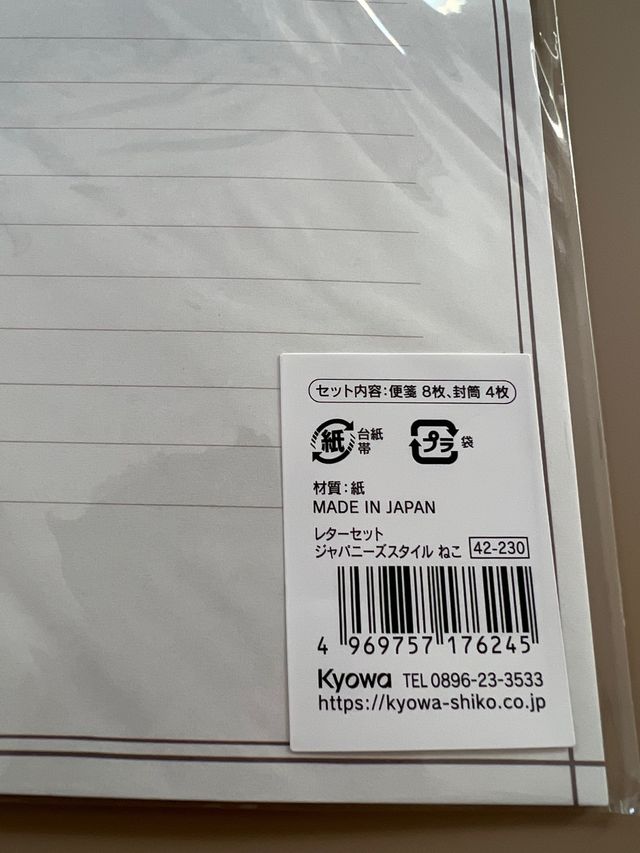 セット内容：便箋 8枚、封筒 4枚
紙 台紙 プラ 袋
帯
材質：紙
MADE IN JAPAN
レターセット
ジャパニーズスタイル ねこ 42-230
4 969757 176245
Kyowa TEL 0896-23-3533
https://kyowa-shiko.co.jp